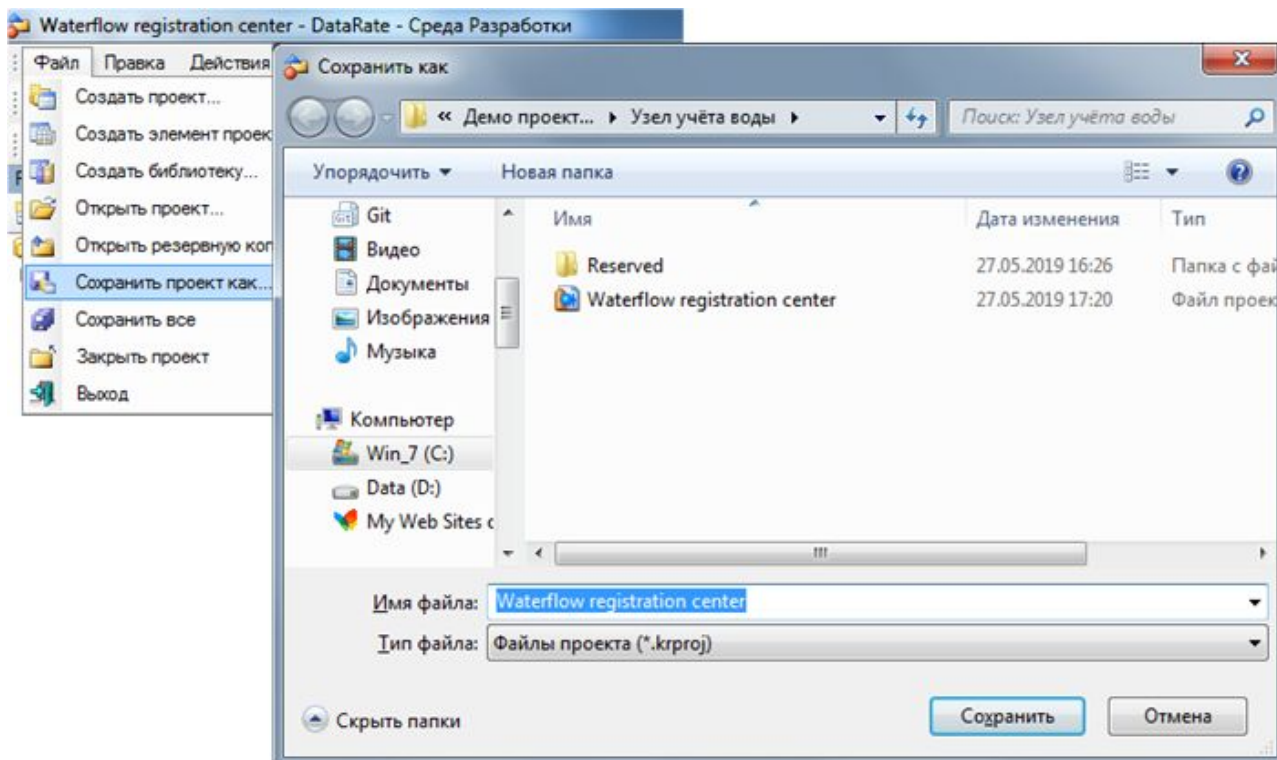 Waterflow registration center - DataRate - Среда Разработки
Файл Правка Действия
Создать проект...
Создать элемент проек
Создать библиотеку...
Открыть проект...
Открыть резервную коп
Сохранить проект как...
Сохранить все
Закрыть проект
Выход
Сохранить как
« Демо проект... Узел учёта воды
Поиск: Узел учёта воды
Упорядочить Новая папка
Git
Видео
Документы
Изображения
Музыка
Компьютер
Win_7 (C:)
Data (D:)
My Web Sites
Имя Дата изменения Тип
Reserved 27.05.2019 16:26 Папка с фай
Waterflow registration center 27.05.2019 17:20 Файл проек
Имя файла: Waterflow registration center
Тип файла: Файлы проекта (*.krproj)
Скрыть папки
Сохранить Отмена